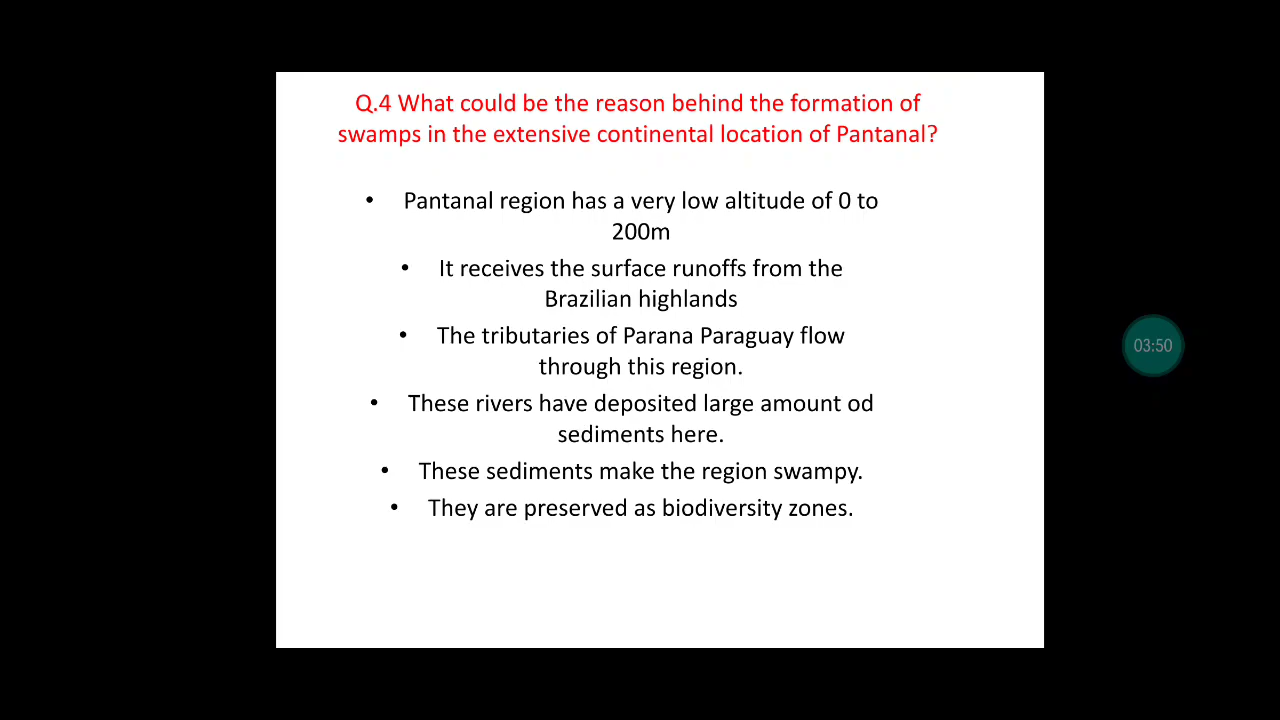 Q.4 What could be the reason behind the formation of
swamps in the extensive continental location of Pantanal?
• Pantanal region has a very low altitude of 0 to
200m
• It receives the surface runoffs from the
Brazilian highlands
• The tributaries of Parana Paraguay flow
through this region.
• These rivers have deposited large amount od
sediments here.
• These sediments make the region swampy.
• They are preserved as biodiversity zones.
03:50